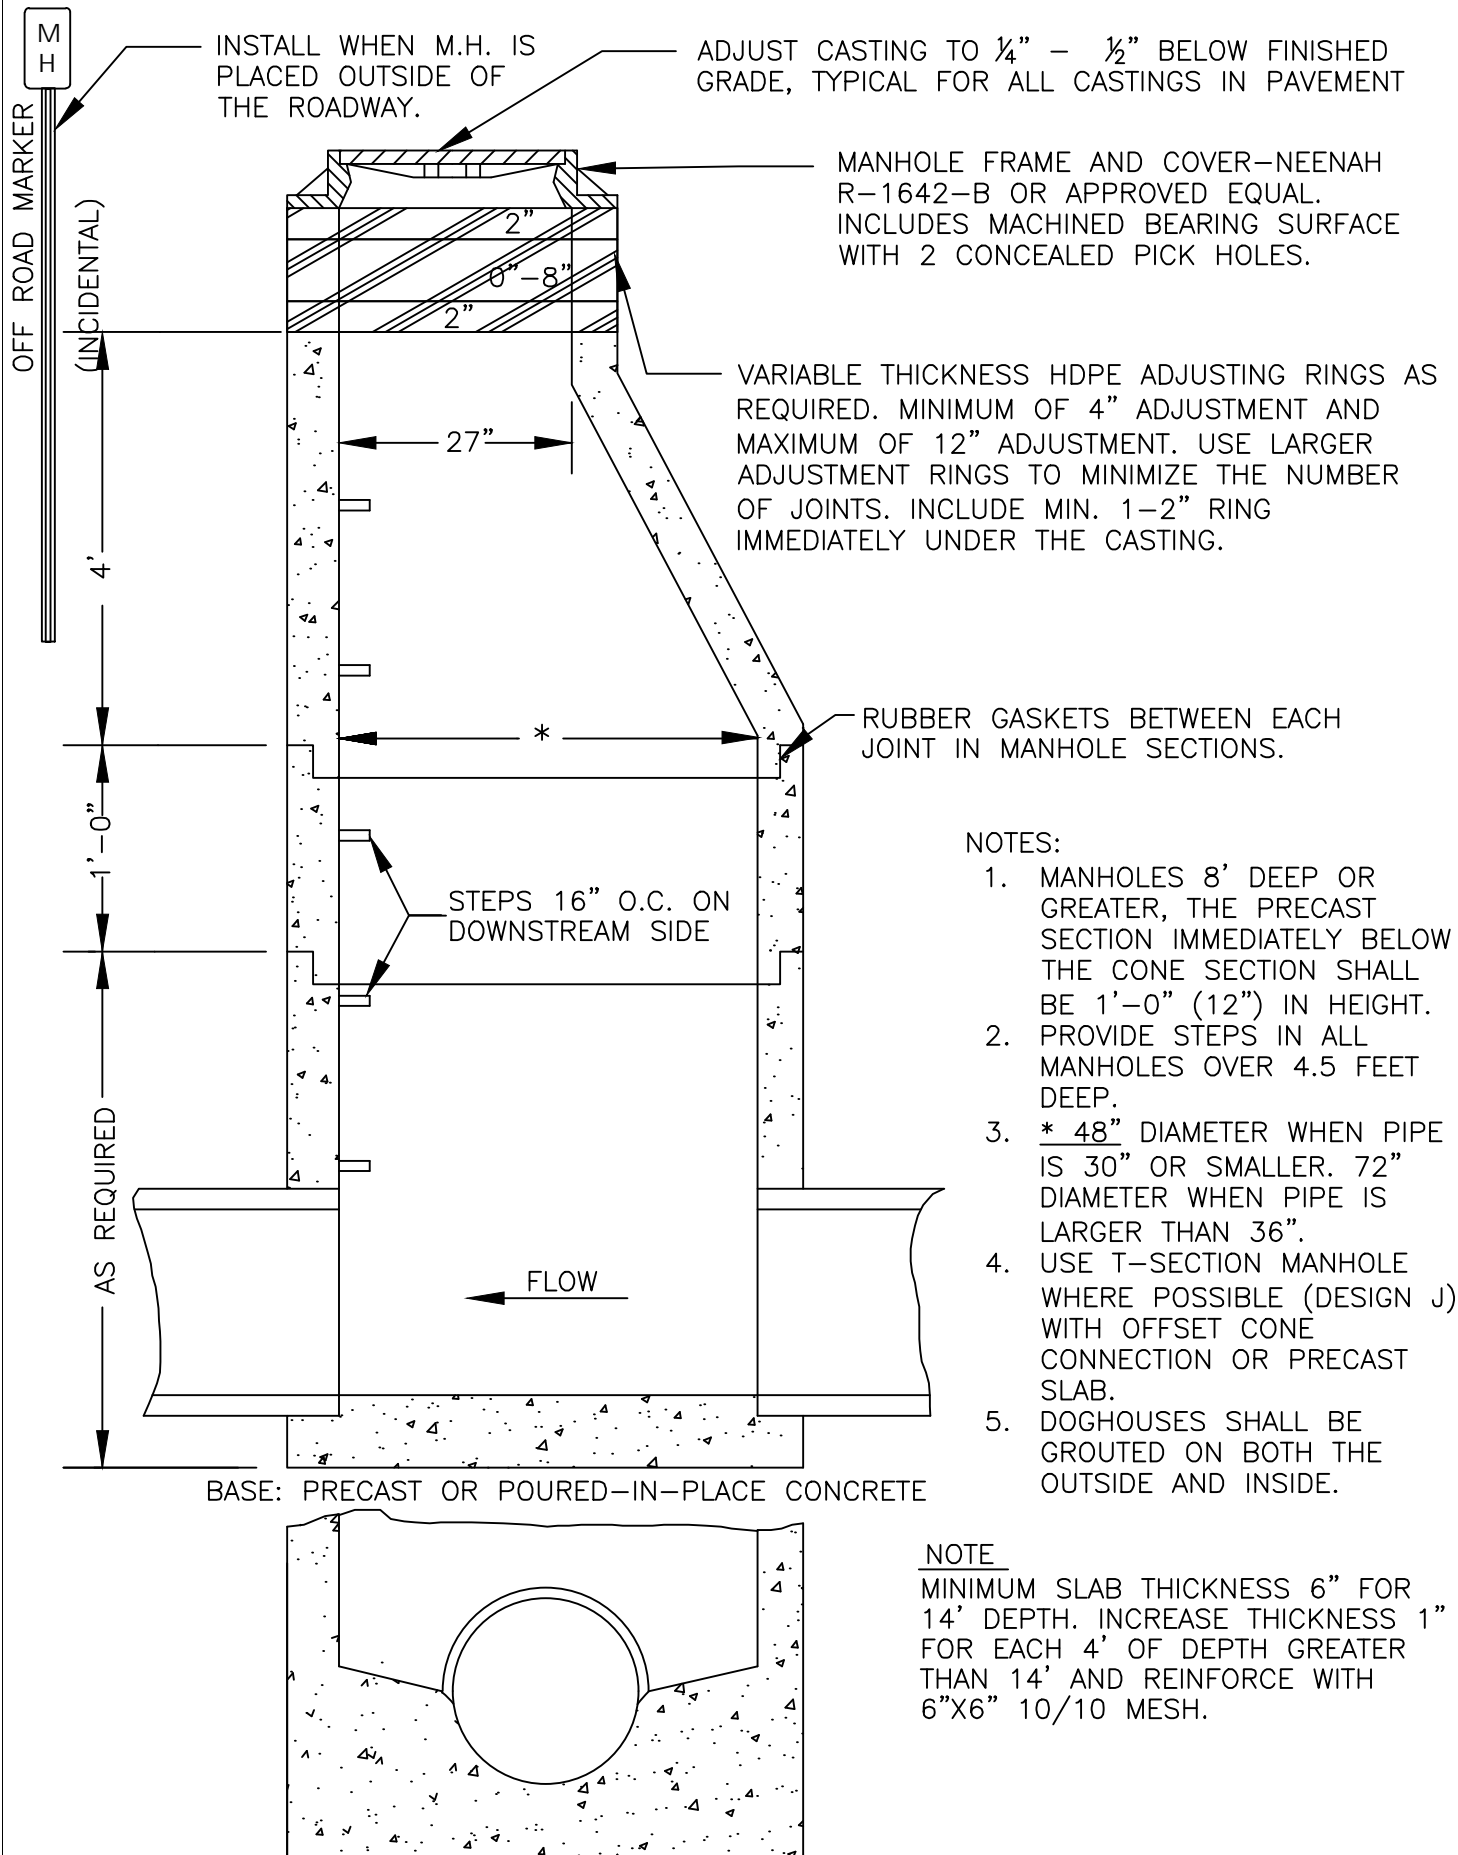 M
H
OFF ROAD MARKER
(INCIDENTAL)
INSTALL WHEN M.H. IS
PLACED OUTSIDE OF
THE ROADWAY.
ADJUST CASTING TO ¼” – ½” BELOW FINISHED
GRADE, TYPICAL FOR ALL CASTINGS IN PAVEMENT
MANHOLE FRAME AND COVER–NEENAH
R–1642–B OR APPROVED EQUAL.
INCLUDES MACHINED BEARING SURFACE
WITH 2 CONCEALED PICK HOLES.
2”
0”–8”
2”
VARIABLE THICKNESS HDPE ADJUSTING RINGS AS
REQUIRED. MINIMUM OF 4” ADJUSTMENT AND
MAXIMUM OF 12” ADJUSTMENT. USE LARGER
ADJUSTMENT RINGS TO MINIMIZE THE NUMBER
OF JOINTS. INCLUDE MIN. 1–2” RING
IMMEDIATELY UNDER THE CASTING.
27”
4’
*
RUBBER GASKETS BETWEEN EACH
JOINT IN MANHOLE SECTIONS.
1’–0”
STEPS 16” O.C. ON
DOWNSTREAM SIDE
AS REQUIRED
FLOW
BASE: PRECAST OR POURED–IN–PLACE CONCRETE
NOTES:
1. MANHOLES 8’ DEEP OR
GREATER, THE PRECAST
SECTION IMMEDIATELY BELOW
THE CONE SECTION SHALL
BE 1’–0” (12”) IN HEIGHT.
2. PROVIDE STEPS IN ALL
MANHOLES OVER 4.5 FEET
DEEP.
3. * 48” DIAMETER WHEN PIPE
IS 30” OR SMALLER. 72”
DIAMETER WHEN PIPE IS
LARGER THAN 36”.
4. USE T–SECTION MANHOLE
WHERE POSSIBLE (DESIGN J)
WITH OFFSET CONE
CONNECTION OR PRECAST
SLAB.
5. DOGHOUSES SHALL BE
GROUTED ON BOTH THE
OUTSIDE AND INSIDE.
NOTE
MINIMUM SLAB THICKNESS 6” FOR
14’ DEPTH. INCREASE THICKNESS 1”
FOR EACH 4’ OF DEPTH GREATER
THAN 14’ AND REINFORCE WITH
6”X6” 10/10 MESH.